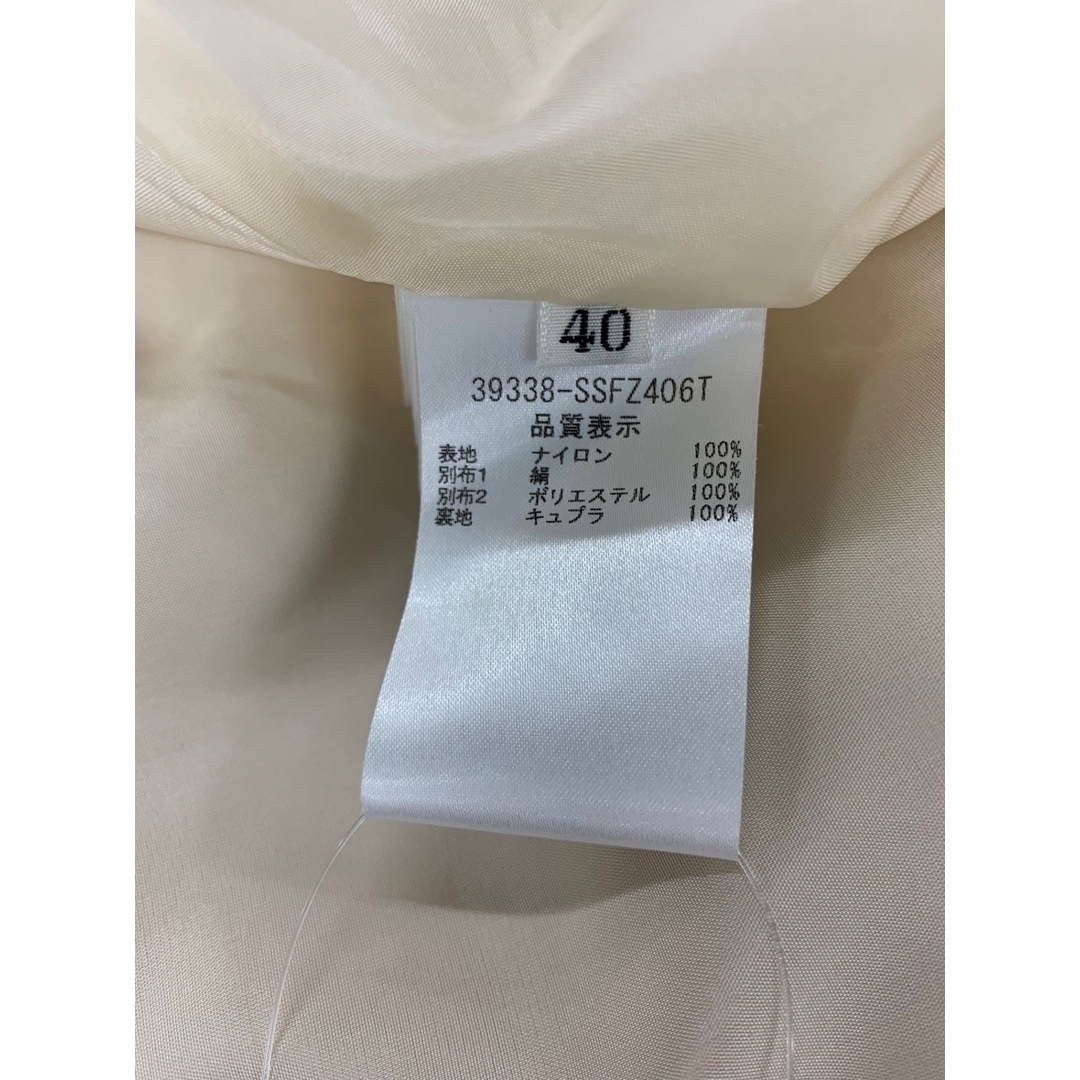 40
39338-SSFZ406T
品質表示
表地 ナイロン 100%
別布1 絹 100%
別布2 ポリエステル 100%
裏地 キュプラ 100%